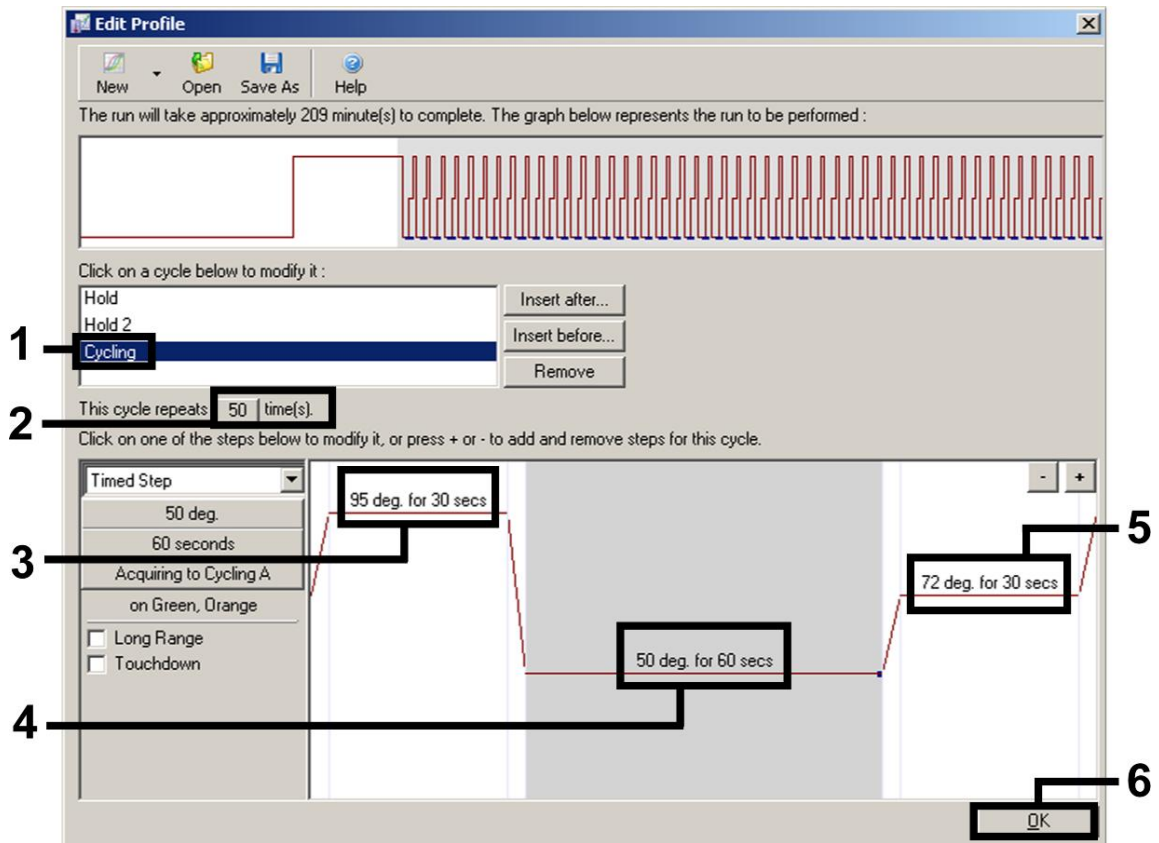 Edit Profile
New
Open
Save As
Help
The run will take approximately 209 minute(s) to complete. The graph below represents the run to be performed :
Click on a cycle below to modify it :
Hold
Hold 2
Cycling
Insert after...
Insert before...
Remove
1
This cycle repeats 50 time(s).
2
Click on one of the steps below to modify it, or press + or - to add and remove steps for this cycle.
Timed Step
50 deg.
60 seconds
Acquiring to Cycling A
on Green, Orange
Long Range
Touchdown
- +
95 deg. for 30 secs
3
50 deg. for 60 secs
4
72 deg. for 30 secs
5
OK
6